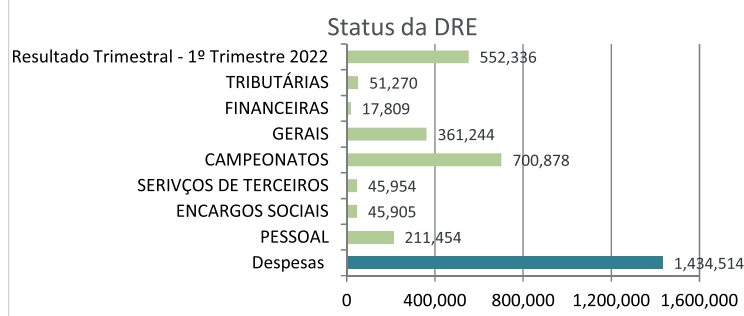 Status da DRE
Resultado Trimestral - 1º Trimestre 2022 552,336
TRIBUTÁRIAS 51,270
FINANCEIRAS 17,809
GERAIS 361,244
CAMPEONATOS 700,878
SERIVÇOS DE TERCEIROS 45,954
ENCARGOS SOCIAIS 45,905
PESSOAL 211,454
Despesas 1,434,514
0 400,000 800,000 1,200,000 1,600,000